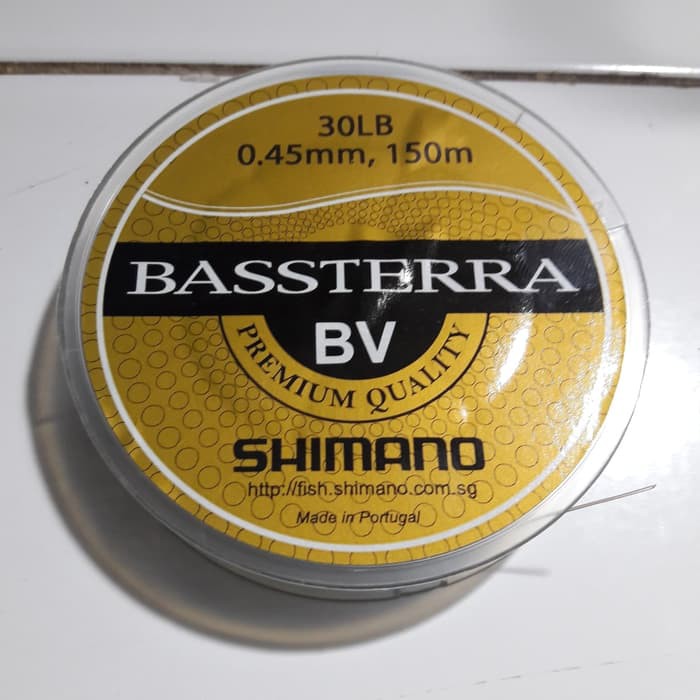 30LB
0.45mm, 150m
BASSTERRA
BV
PREMIUM QUALITY
SHIMANO
http://fish.shimano.com.sg
Made in Portugal